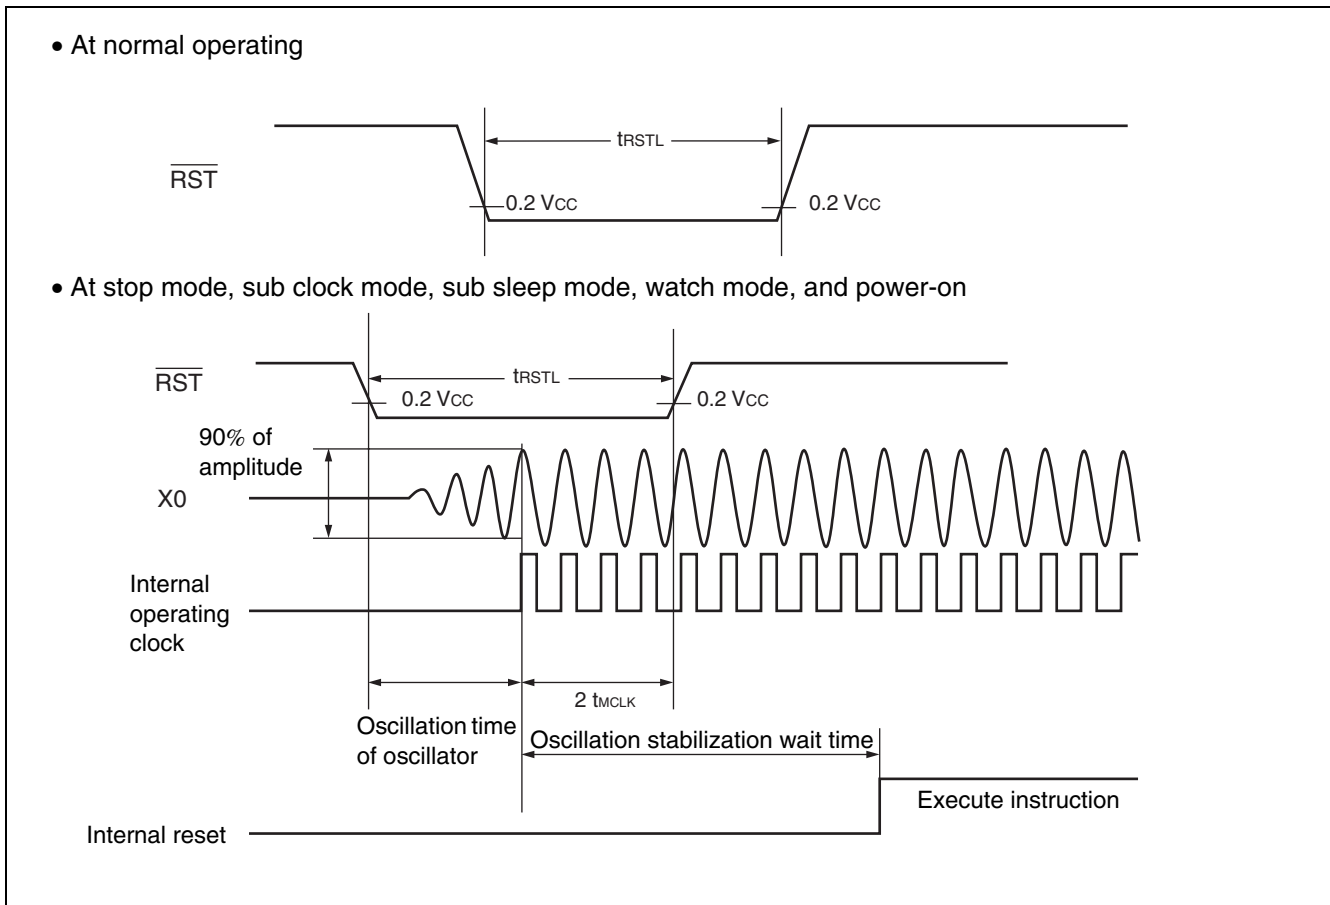 • At normal operating
tRSTL
RST
0.2 VCC
0.2 VCC
• At stop mode, sub clock mode, sub sleep mode, watch mode, and power-on
RST
tRSTL
0.2 VCC
0.2 VCC
90% of
amplitude
X0
Internal
operating
clock
2 tMCLK
Oscillation time
of oscillator
Oscillation stabilization wait time
Execute instruction
Internal reset